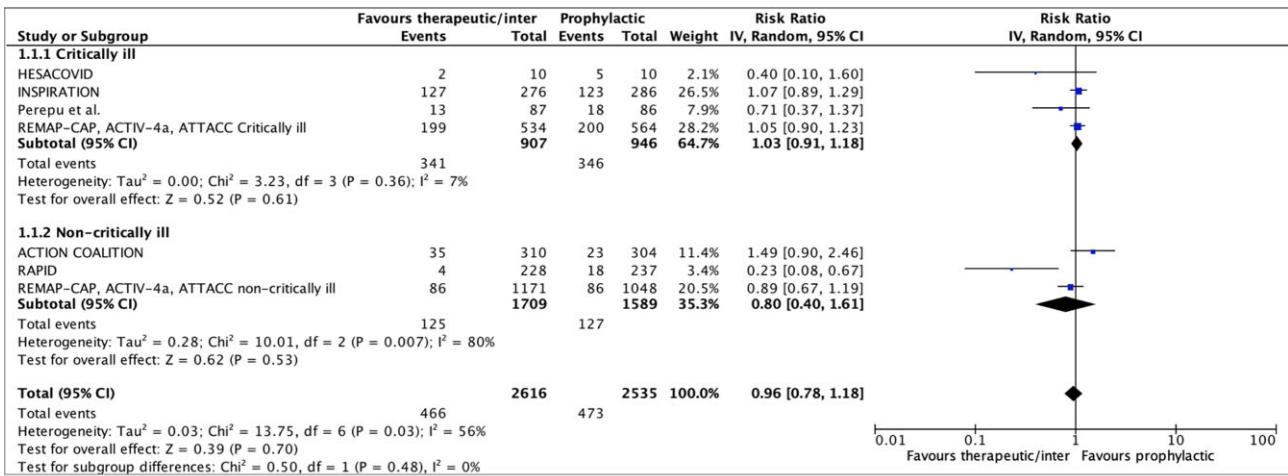 Favours therapeutic/inter Prophylactic Risk Ratio Risk Ratio
Study or Subgroup Events Total Events Total Weight IV, Random, 95% CI IV, Random, 95% CI
1.1.1 Critically ill
HESACOVID 2 10 5 10 2.1% 0.40 [0.10, 1.60]
INSPIRATION 127 276 123 286 26.5% 1.07 [0.89, 1.29]
Perepu et al. 13 87 18 86 7.9% 0.71 [0.37, 1.37]
REMAP-CAP, ACTIV-4a, ATTACC Critically ill 199 534 200 564 28.2% 1.05 [0.90, 1.23]
Subtotal (95% CI) 907 946 64.7% 1.03 [0.91, 1.18]
Total events 341 346
Heterogeneity: Tau² = 0.00; Chi² = 3.23, df = 3 (P = 0.36); I² = 7%
Test for overall effect: Z = 0.52 (P = 0.61)
1.1.2 Non-critically ill
ACTION COALITION 35 310 23 304 11.4% 1.49 [0.90, 2.46]
RAPID 4 228 18 237 3.4% 0.23 [0.08, 0.67]
REMAP-CAP, ACTIV-4a, ATTACC non-critically ill 86 1171 86 1048 20.5% 0.89 [0.67, 1.19]
Subtotal (95% CI) 1709 1589 35.3% 0.80 [0.40, 1.61]
Total events 125 127
Heterogeneity: Tau² = 0.28; Chi² = 10.01, df = 2 (P = 0.007); I² = 80%
Test for overall effect: Z = 0.62 (P = 0.53)
Total (95% CI) 2616 2535 100.0% 0.96 [0.78, 1.18]
Total events 466 473
Heterogeneity: Tau² = 0.03; Chi² = 13.75, df = 6 (P = 0.03); I² = 56%
Test for overall effect: Z = 0.39 (P = 0.70)
Test for subgroup differences: Chi² = 0.50, df = 1 (P = 0.48), I² = 0%
0.01 0.1 1 10 100
Favours therapeutic/inter Favours prophylactic